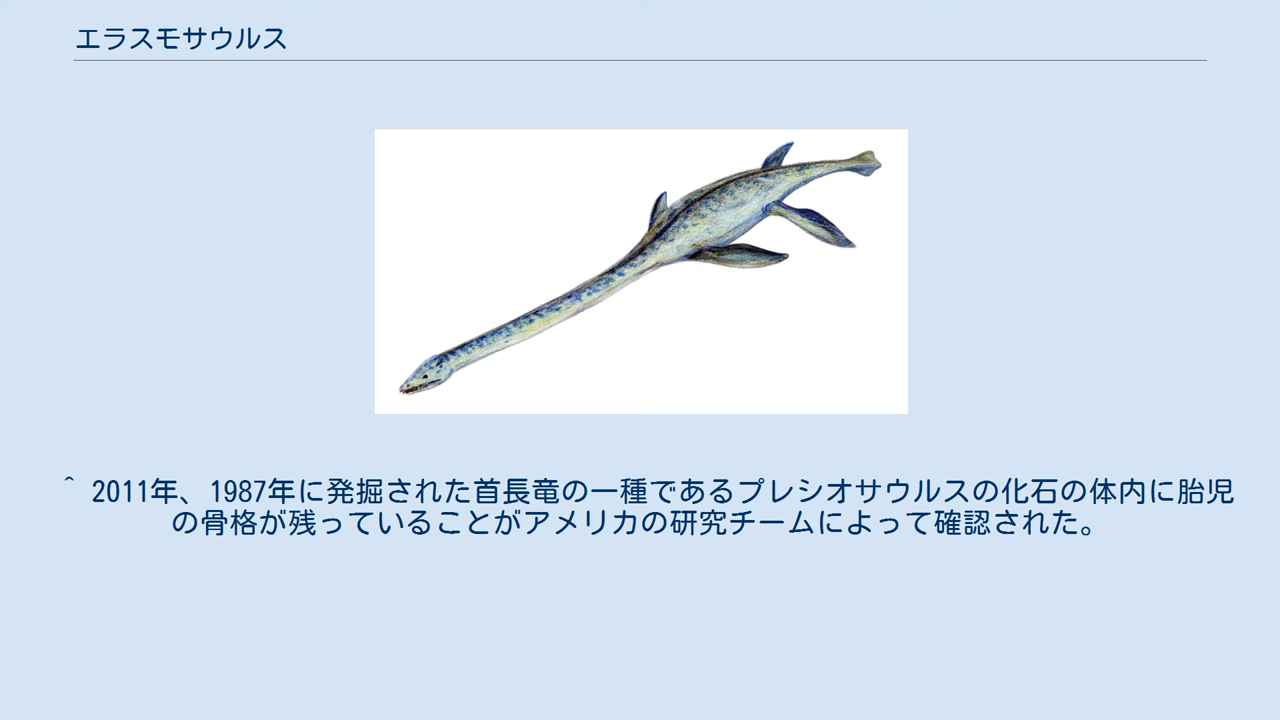 エラスモサウルス
^ 2011年、1987年に発掘された首長竜の一種であるプレシオサウルスの化石の体内に胎児
の骨格が残っていることがアメリカの研究チームによって確認された。